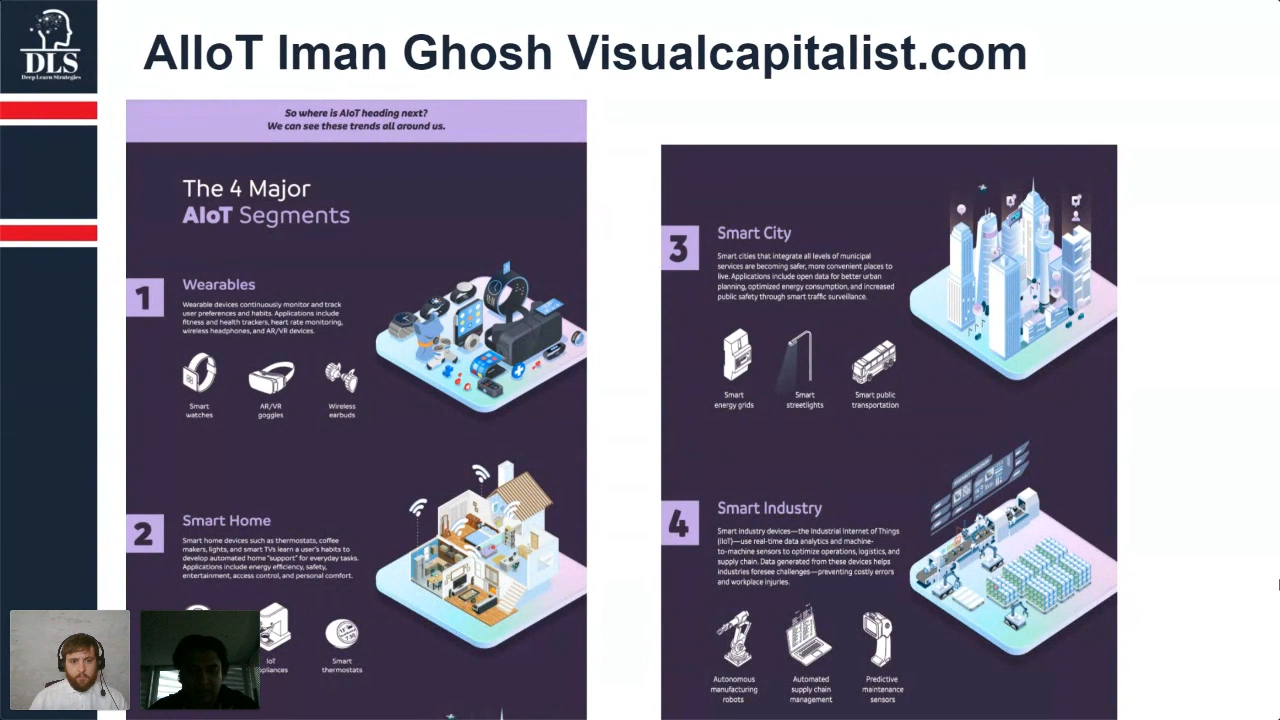 DLS
Deep Learn Strategies
AIIoT Iman Ghosh Visualcapitalist.com
So where is AIoT heading next?
We can see these trends all around us.
The 4 Major
AIoT Segments
1
Wearables
Wearable devices continuously monitor and track
user preferences and habits. Applications include
fitness and health trackers, heart rate monitoring,
wireless headphones, and AR/VR devices.
Smart
watches
AR/VR
goggles
Wireless
earbuds
2
Smart Home
Smart home devices such as thermostats, coffee
makers, lights, and smart TVs learn a user's habits to
develop automated home "support" for everyday tasks.
Applications include energy efficiency, safety,
entertainment, access control, and personal comfort.
IoT
ppliances
Smart
thermostats
3
Smart City
Smart cities that integrate all levels of municipal
services are becoming safer, more convenient places to
live. Applications include open data for better urban
planning, optimized energy consumption, and increased
public safety through smart traffic surveillance.
Smart
energy grids
Smart
streetlights
Smart public
transportation
4
Smart Industry
Smart industry devices—the Industrial Internet of Things
(IIoT)—use real-time data analytics and machine-
to-machine sensors to optimize operations, logistics, and
supply chain. Data generated from these devices helps
industries foresee challenges—preventing costly errors
and workplace injuries.
Autonomous
manufacturing
robots
Automated
supply chain
management
Predictive
maintenance
sensors